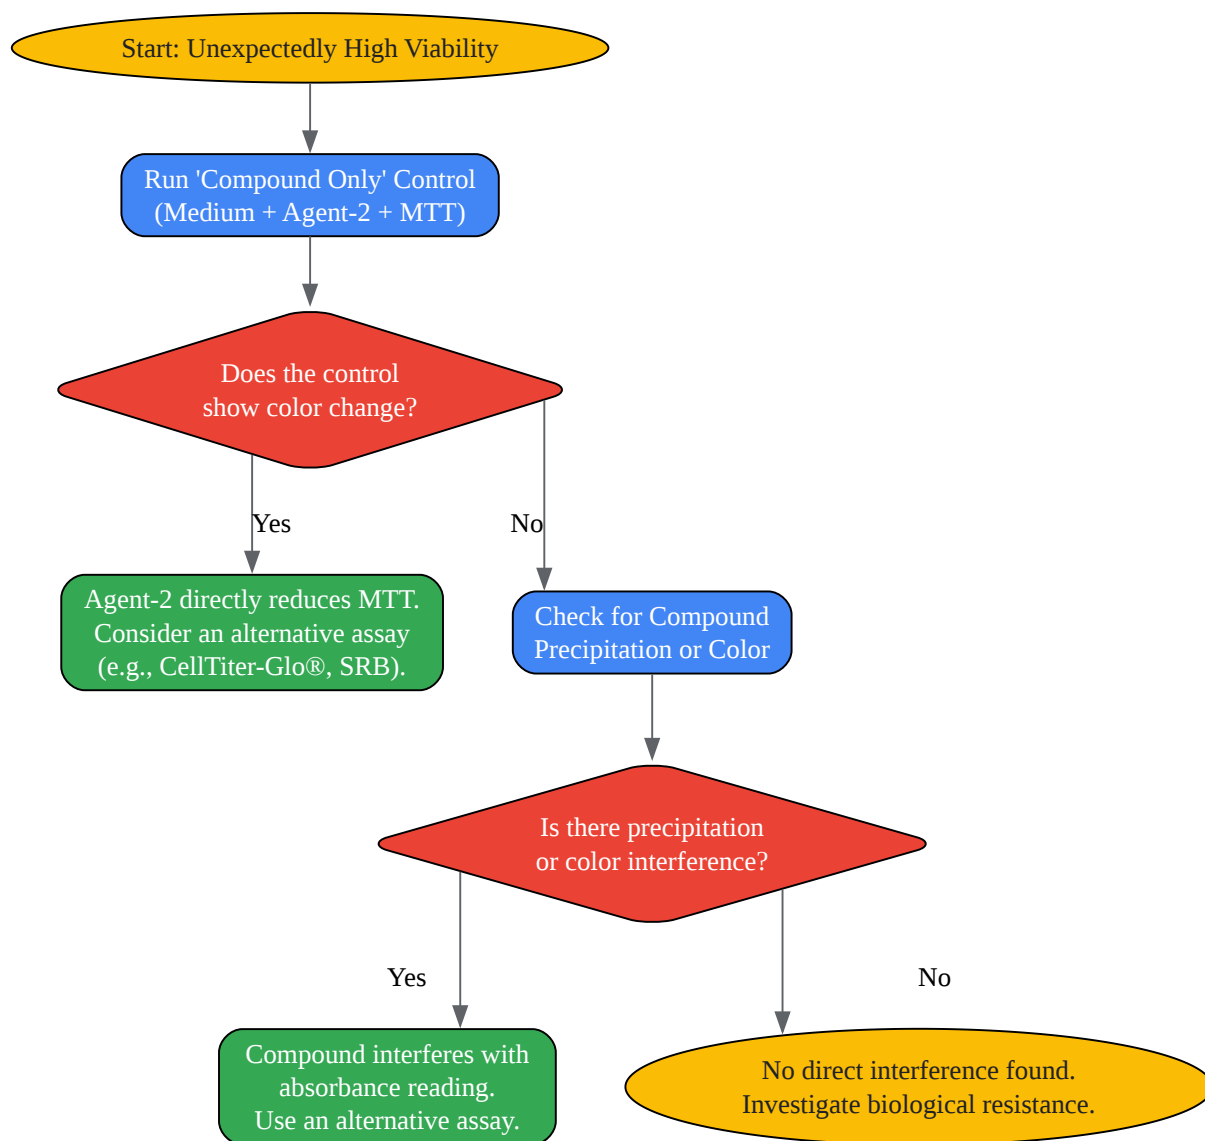 Start: Unexpectedly High Viability
Run 'Compound Only' Control
(Medium + Agent-2 + MTT)
Does the control
show color change?
Yes
No
Agent-2 directly reduces MTT.
Consider an alternative assay
(e.g., CellTiter-Glo®, SRB).
Check for Compound
Precipitation or Color
Is there precipitation
or color interference?
Yes
No
Compound interferes with
absorbance reading.
Use an alternative assay.
No direct interference found.
Investigate biological resistance.